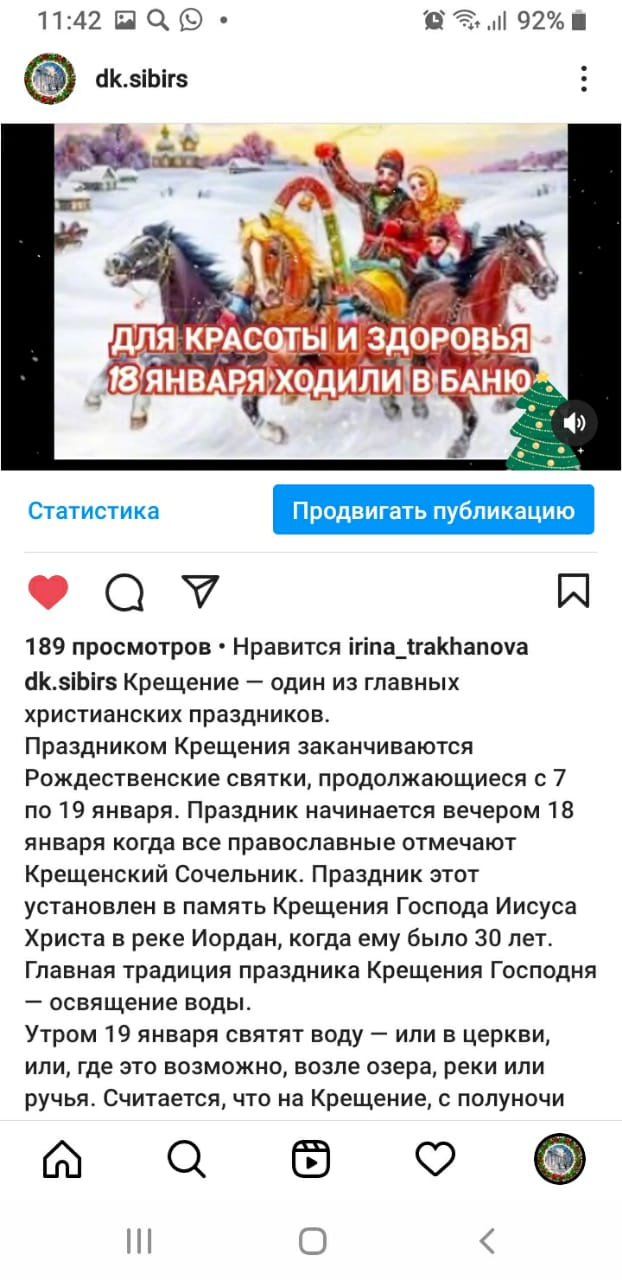 11:42
92%
dk.sibirs
ДЛЯ КРАСОТЫ И ЗДОРОВЬЯ
18 ЯНВАРЯ ХОДИЛИ В БАНЮ
Статистика
Продвигать публикацию
189 просмотров • Нравится irina_trakhanova
dk.sibirs Крещение — один из главных
христианских праздников.
Праздником Крещения заканчиваются
Рождественские святки, продолжающиеся с 7
по 19 января. Праздник начинается вечером 18
января когда все православные отмечают
Крещенский Сочельник. Праздник этот
установлен в память Крещения Господа Иисуса
Христа в реке Иордан, когда ему было 30 лет.
Главная традиция праздника Крещения Господня
— освящение воды.
Утром 19 января святят воду — или в церкви,
или, где это возможно, возле озера, реки или
ручья. Считается, что на Крещение, с полуночи